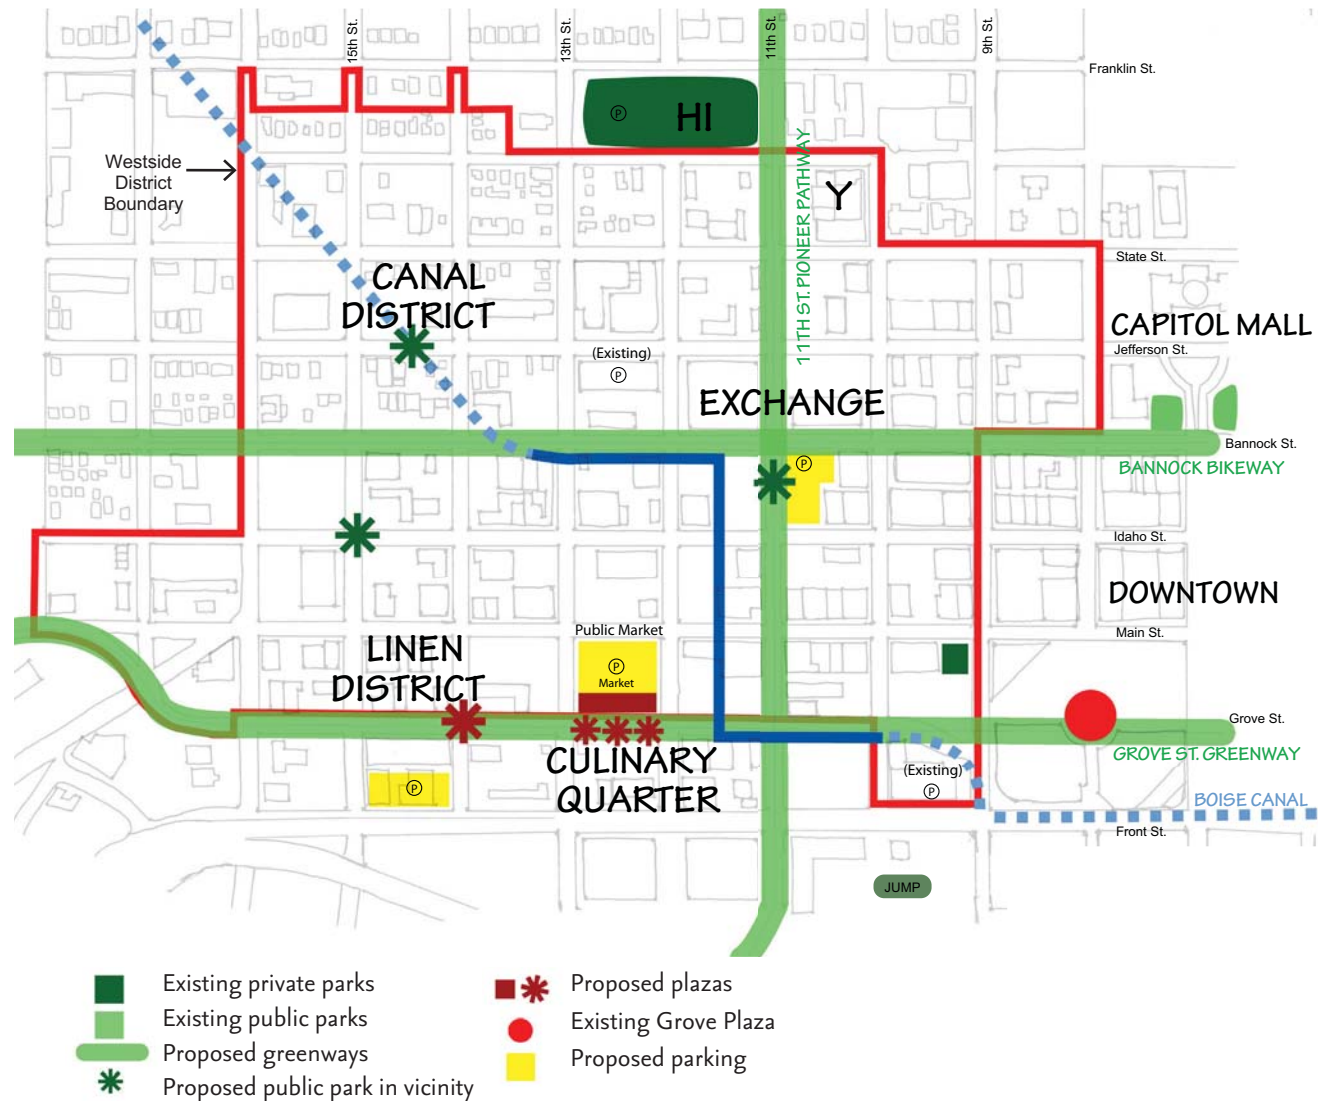 15th St.
13th St.
11th St.
9th St.
Franklin St.
P
HI
Westside
District
Boundary
11TH ST. PIONEER PATHWAY
Y
State St.
CANAL
DISTRICT
CAPITOL MALL
Jefferson St.
(Existing)
P
EXCHANGE
Bannock St.
P
BANNOCK BIKEWAY
Idaho St.
DOWNTOWN
Public Market
Main St.
LINEN
DISTRICT
P
Market
Grove St.
CULINARY
QUARTER
GROVE ST. GREENWAY
(Existing)
P
P
BOISE CANAL
Front St.
JUMP
Existing private parks
Existing public parks
Proposed greenways
Proposed public park in vicinity
Proposed plazas
Existing Grove Plaza
Proposed parking